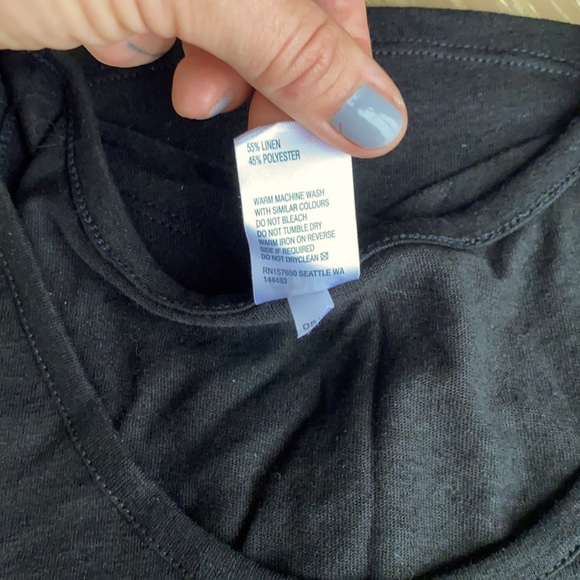 55% LINEN
45% POLYESTER
WARM MACHINE WASH
WITH SIMILAR COLOURS
DO NOT BLEACH
DO NOT TUMBLE DRY
WARM IRON ON REVERSE
SIDE IF REQUIRED
DO NOT DRYCLEAN
RN157650 SEATTLE WA
144493